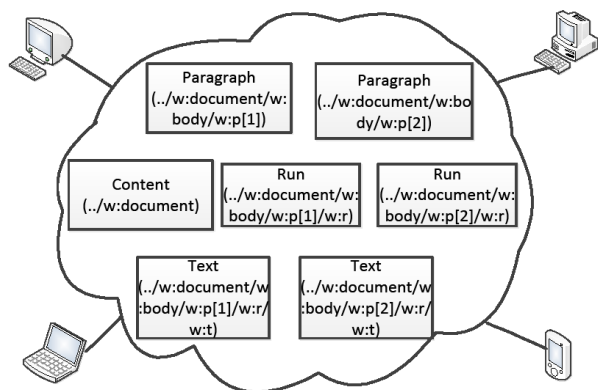 Paragraph
(../w:document/w:
body/w:p[1])
Paragraph
(../w:document/w:bo
dy/w:p[2])
Content
(../w:document)
Run
(../w:document/w:
body/w:p[1]/w:r)
Run
(../w:document/w:
body/w:p[2]/w:r)
Text
(../w:document/w
:body/w:p[1]/w:r/
w:t)
Text
(../w:document/w
:body/w:p[2]/w:r/
w:t)